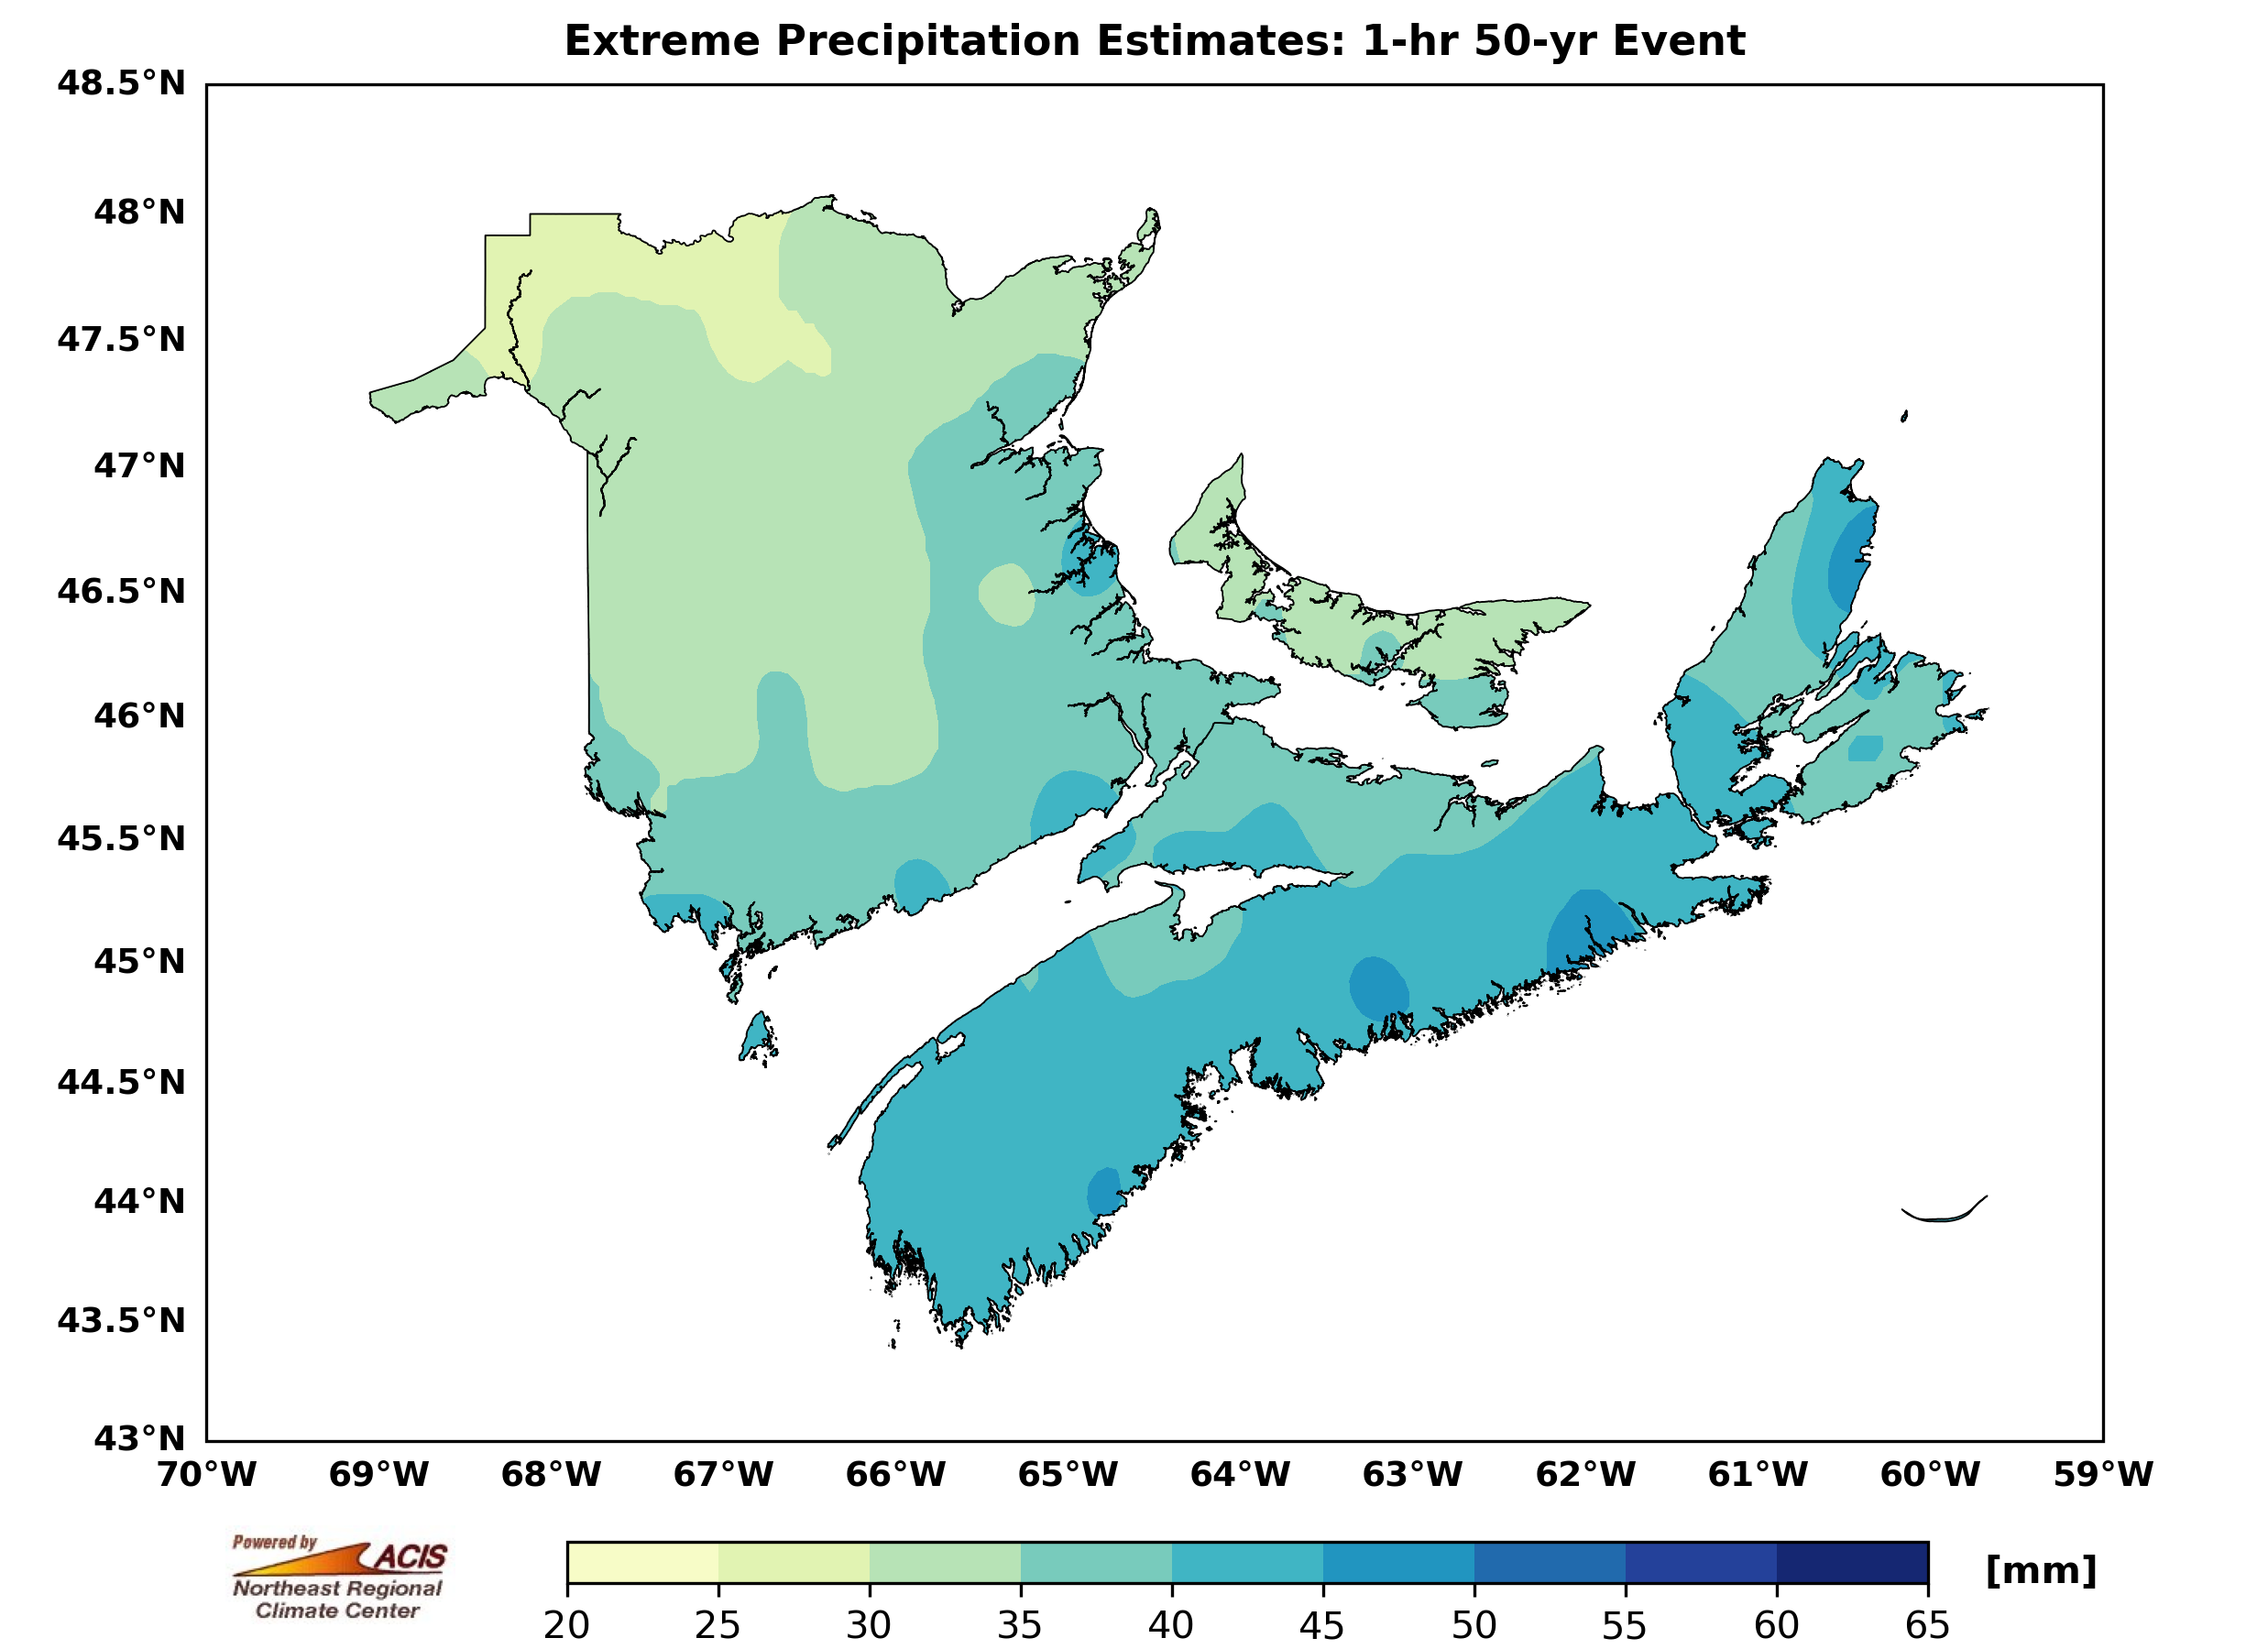 Extreme Precipitation Estimates: 1-hr 50-yr Event
48.5°N
48°N
47.5°N
47°N
46.5°N
46°N
45.5°N
45°N
44.5°N
44°N
43.5°N
43°N
70°W 69°W 68°W 67°W 66°W 65°W 64°W 63°W 62°W 61°W 60°W 59°W
Powered by
ACIS
Northeast Regional
Climate Center
[mm]
20 25 30 35 40 45 50 55 60 65